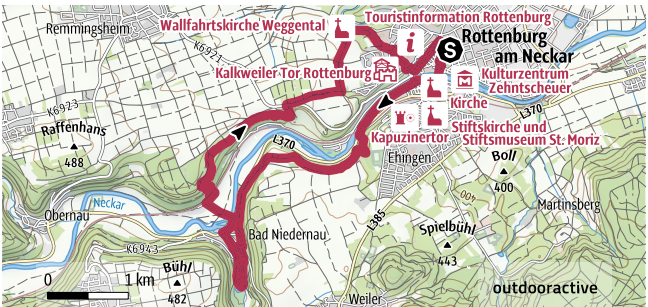 Remmingsheim
Wallfahrtskirche Weggental
Touristinformation Rottenburg
i
S
Rottenburg
am Neckar
K6921
Kalkweiler Tor Rottenburg
Kulturzentrum
Zehntscheuer
Kirche
K6923
L370
Raffenhans
488
L370
Kapuzinertor
Stiftskirche und
Stiftsmuseum St. Moriz
Ehingen
Boll
400
400
Obernau
Neckar
L385
Martinsberg
Bad Niedernau
Spielbühl
443
K6943
Bühl
482
0
1 km
Weiler
outdooractive